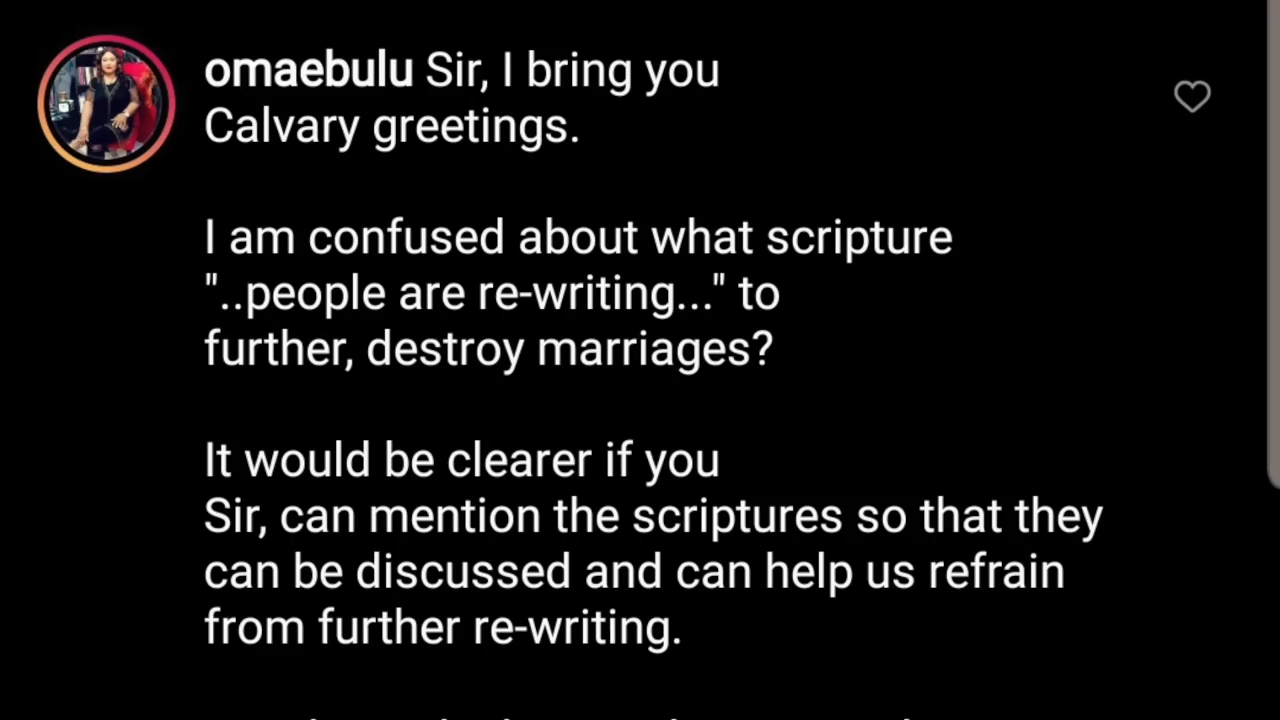 omaebulu Sir, I bring you
Calvary greetings.
I am confused about what scripture
"..people are re-writing..." to
further, destroy marriages?
It would be clearer if you
Sir, can mention the scriptures so that they
can be discussed and can help us refrain
from further re-writing.